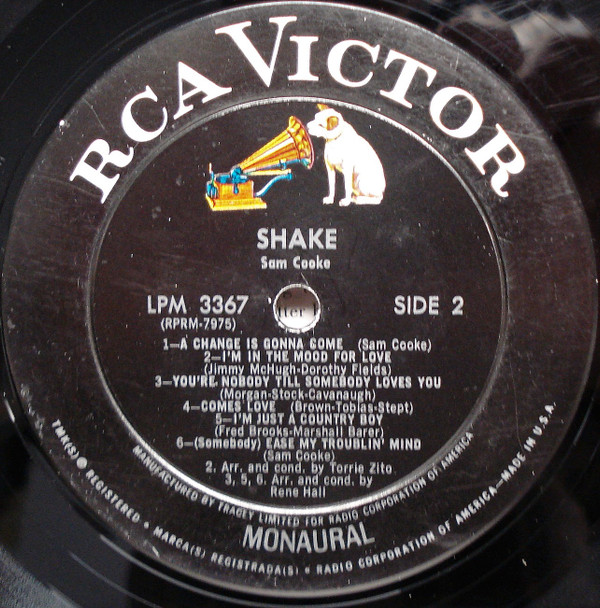 RCA VICTOR
SHAKE
Sam Cooke
LPM 3367
SIDE 2
(RPRM-7975)
1—A CHANGE IS GONNA COME (Sam Cooke)
2—I'M IN THE MOOD FOR LOVE
(Jimmy McHugh-Dorothy Fields)
3—YOU'RE NOBODY TILL SOMEBODY LOVES YOU
(Morgan-Stock-Cavanaugh)
4—COMES LOVE (Brown-Tobias-Stept)
5—I'M JUST A COUNTRY BOY
(Fred Brooks-Marshall Barer)
6—(Somebody) EASE MY TROUBLIN' MIND
(Sam Cooke)
2. Arr. and cond. by Torrie Zito
3, 5, 6. Arr. and cond. by
Rene Hall
MANUFACTURED BY TRACEY LIMITED FOR RADIO CORPORATION OF AMERICA
MONAURAL
TMK(S) ® REGISTERED • MARCA(S) REGISTRADA(S) • RADIO CORPORATION OF AMERICA—MADE IN U.S.A.